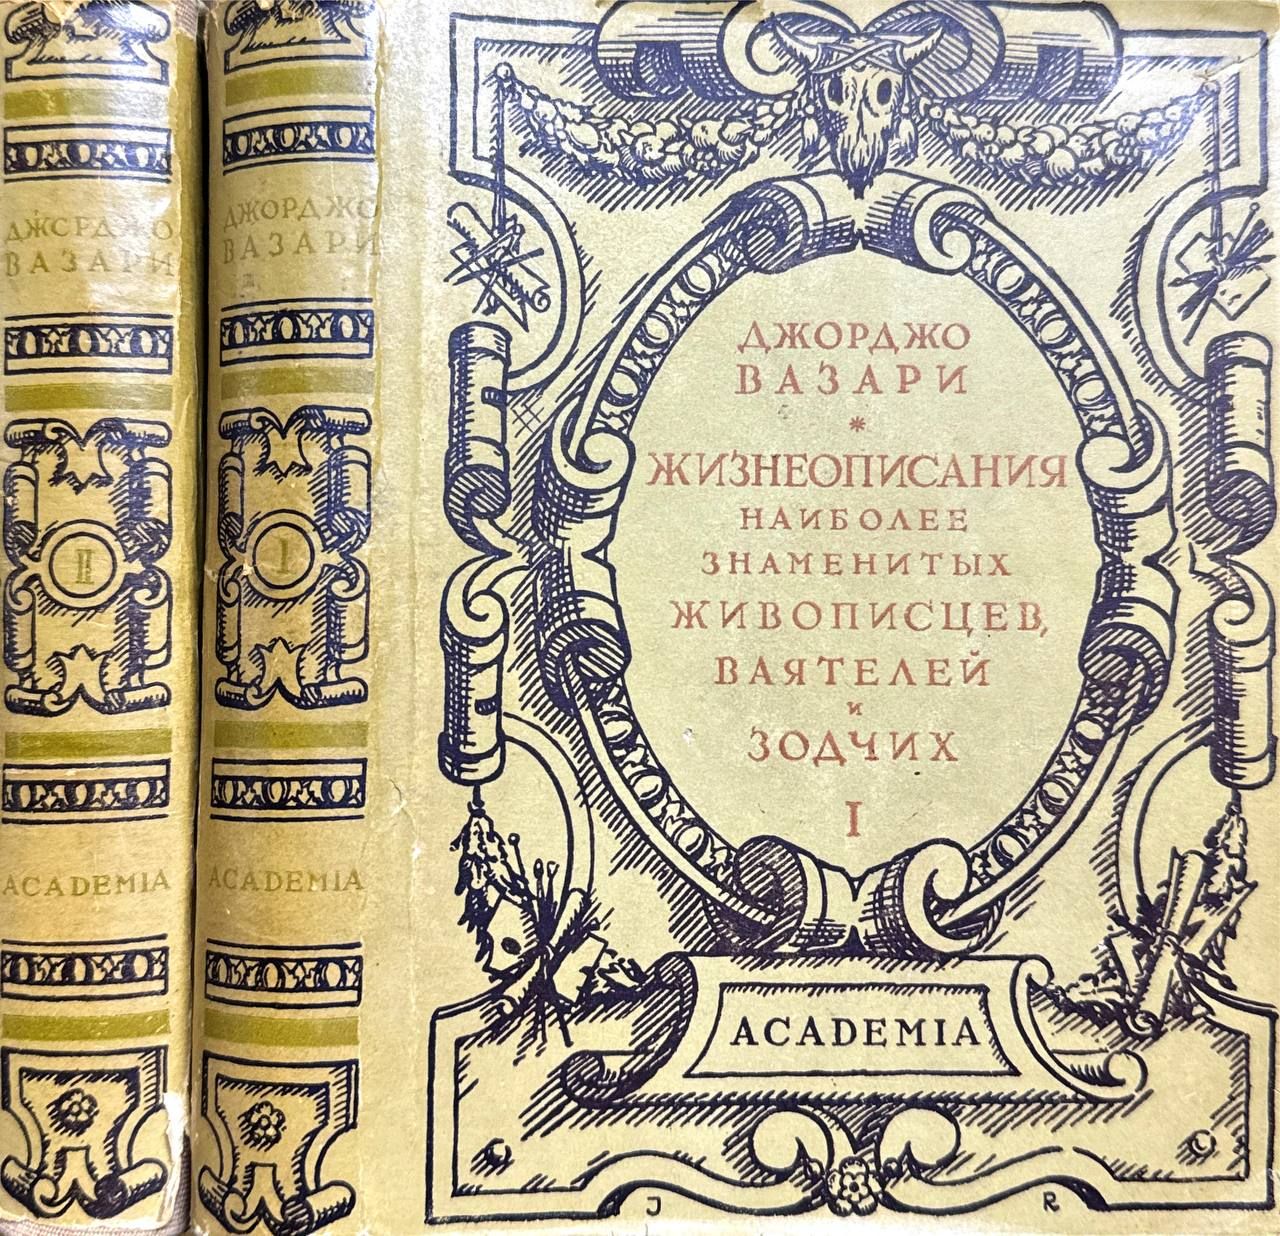 ДЖОРДЖО
ВАЗАРИ
II
ACADEMIA
ДЖОРДЖО
ВАЗАРИ
I
ACADEMIA
ДЖОРДЖО
ВАЗАРИ
*
ЖИЗНЕОПИСАНИЯ
НАИБОЛЕЕ
ЗНАМЕНИТЫХ
ЖИВОПИСЦЕВ,
ВАЯТЕЛЕЙ
И
ЗОДЧИХ
I
ACADEMIA
J R